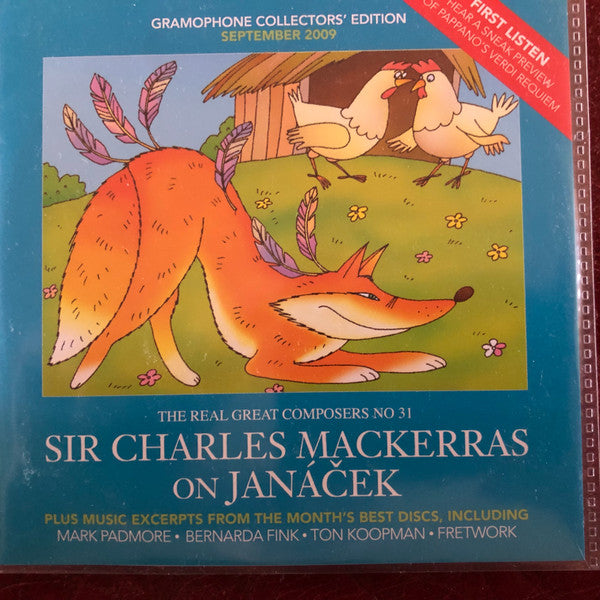 GRAMOPHONE COLLECTORS' EDITION
SEPTEMBER 2009
FIRST LISTEN
HEAR A SNEAK PREVIEW
OF PAPPANO'S VERDI REQUIEM
THE REAL GREAT COMPOSERS NO 31
SIR CHARLES MACKERRAS
ON JANÁČEK
PLUS MUSIC EXCERPTS FROM THE MONTH'S BEST DISCS, INCLUDING
MARK PADMORE • BERNARDA FINK • TON KOOPMAN • FRETWORK